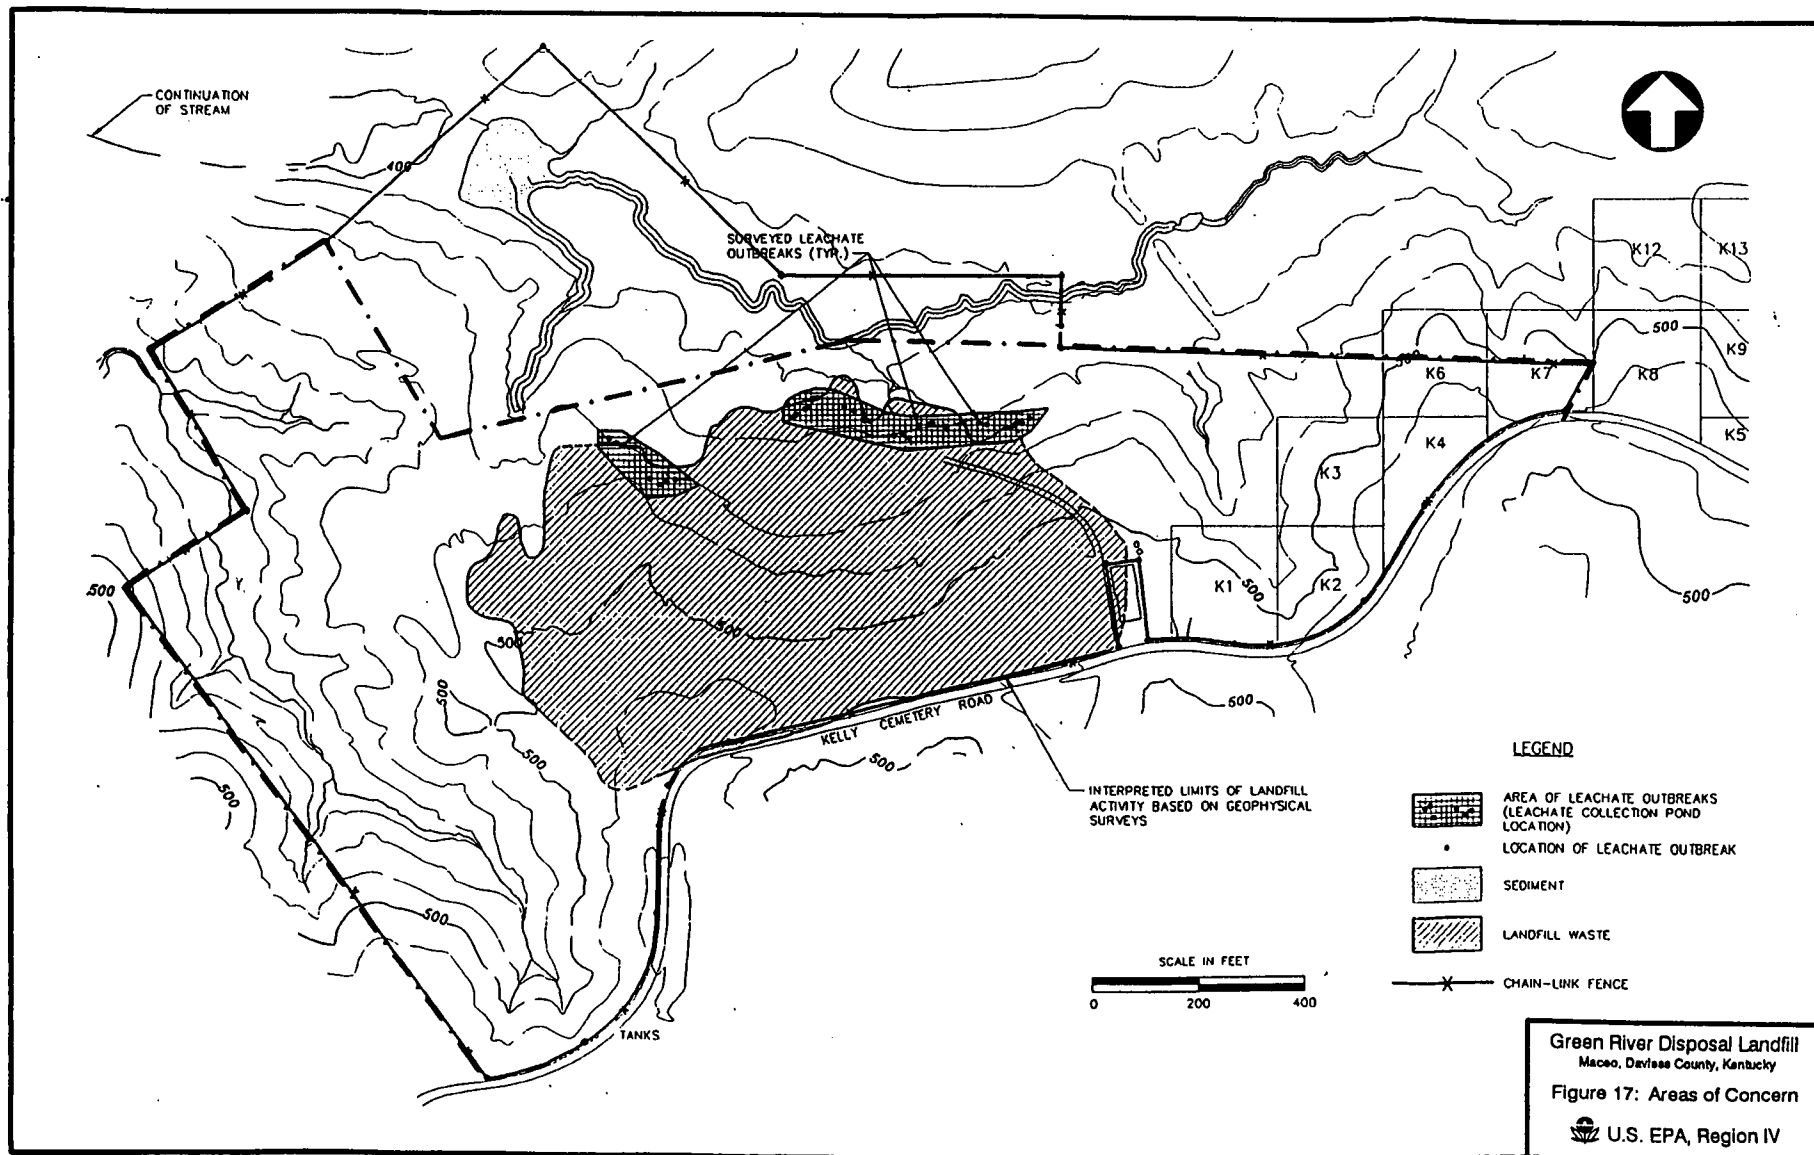 CONTINUATION
OF STREAM
400
SURVEYED LEACHATE
OUTBREAKS (TYP.)
K12
K13
500
K9
K6
K7
K8
K5
K4
K3
500
K1
500
K2
500
500
500
500
500
KELLY CEMETERY ROAD
500
500
500
500
500
INTERPRETED LIMITS OF LANDFILL
ACTIVITY BASED ON GEOPHYSICAL
SURVEYS
TANKS
LEGEND
AREA OF LEACHATE OUTBREAKS
(LEACHATE COLLECTION POND
LOCATION)
LOCATION OF LEACHATE OUTBREAK
SEDIMENT
LANDFILL WASTE
CHAIN-LINK FENCE
SCALE IN FEET
0 200 400
Green River Disposal Landfill
Maceo, Daviess County, Kentucky
Figure 17: Areas of Concern
U.S. EPA, Region IV